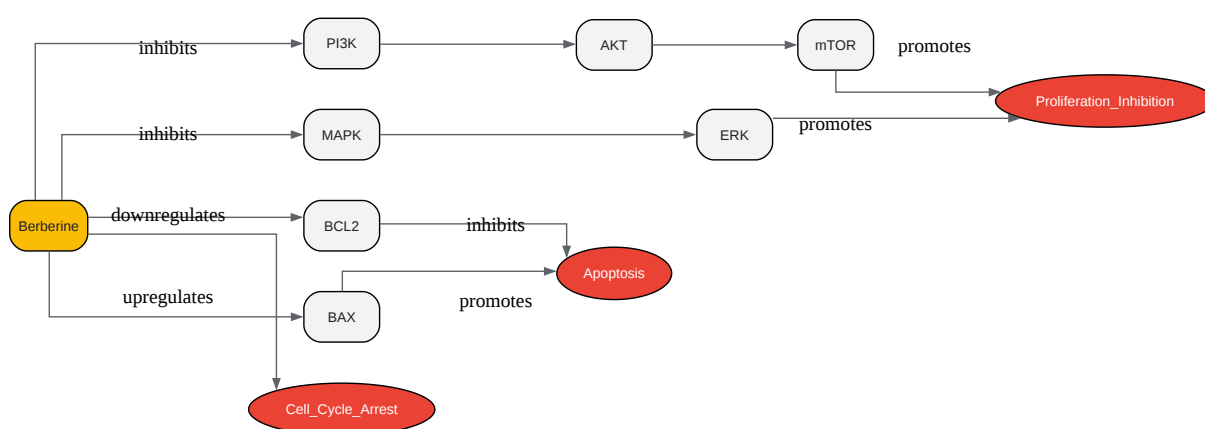 inhibits
PI3K
AKT
mTOR
promotes
Proliferation_Inhibition
inhibits
MAPK
ERK
promotes
Berberine
downregulates
BCL2
inhibits
Apoptosis
upregulates
BAX
promotes
Cell_Cycle_Arrest